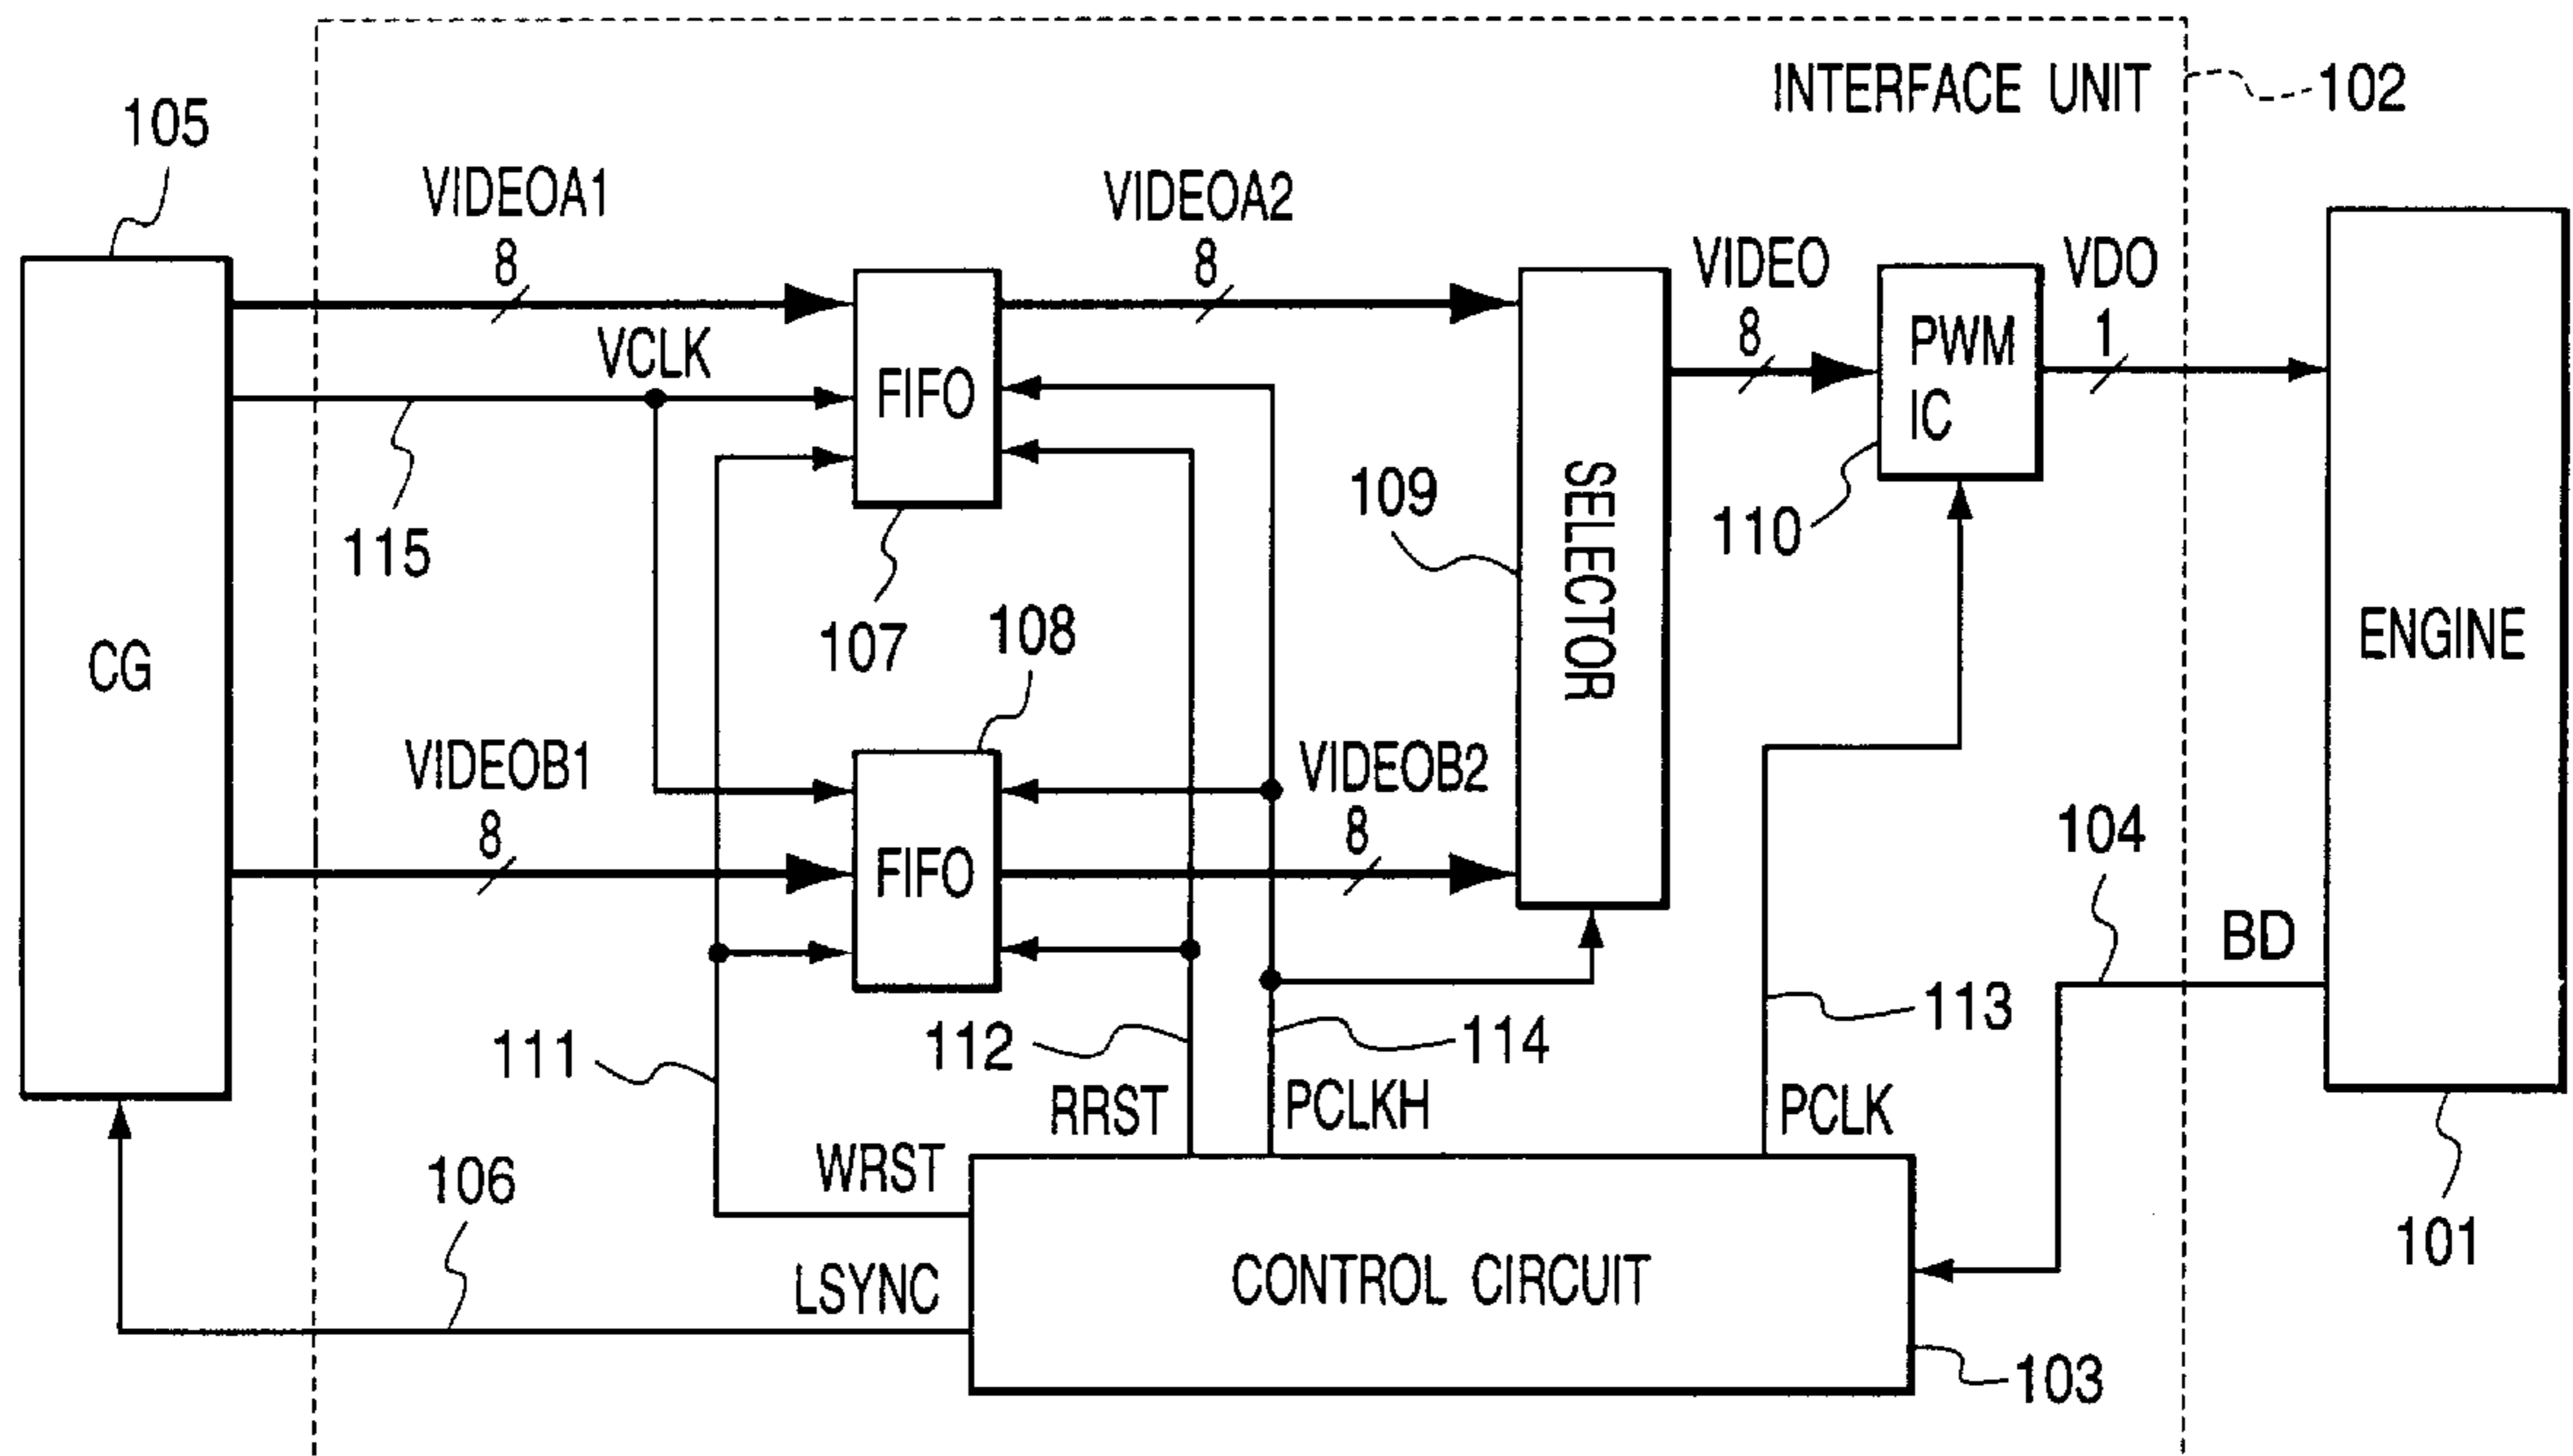 INTERFACE UNIT
102
105
VIDEOA1
8
VIDEOA2
8
VIDEO
8
VDO
1
VCLK
FIFO
PWM
IC
115
109
SELECTOR
110
107
108
CG
ENGINE
VIDEOB1
8
FIFO
VIDEOB2
8
104
BD
111
112
114
113
RRST
PCLKH
PCLK
WRST
106
LSYNC
CONTROL CIRCUIT
101
103